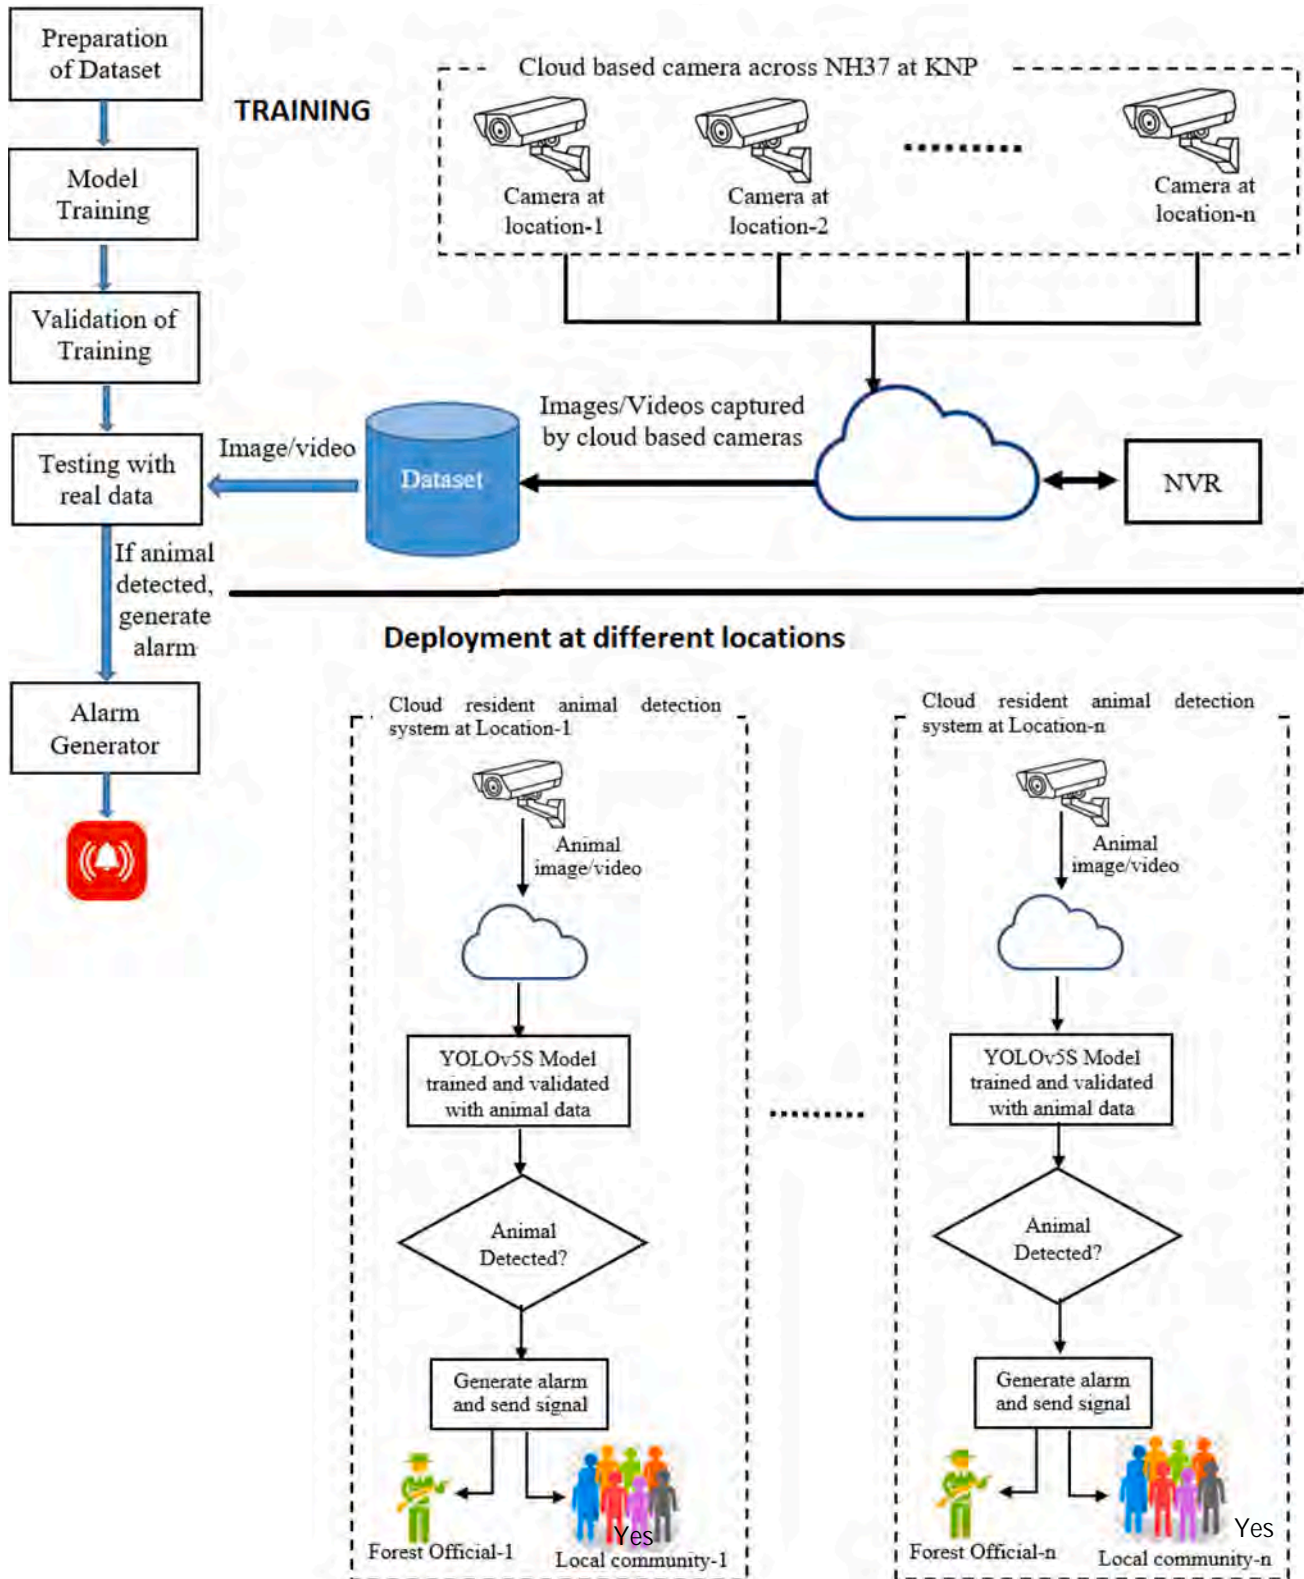 Preparation
of Dataset
TRAINING
Model
Training
Validation of
Training
Testing with
real data
If animal
detected,
generate
alarm
Alarm
Generator
Cloud based camera across NH37 at KNP
Camera at
location-1
Camera at
location-2
Camera at
location-n
Images/Videos captured
by cloud based cameras
Image/video
Dataset
NVR
Deployment at different locations
Cloud resident animal detection
system at Location-1
Animal
image/video
YOLOv5S Model
trained and validated
with animal data
Animal
Detected?
Generate alarm
and send signal
Yes
Forest Official-1
Local community-1
Cloud resident animal detection
system at Location-n
Animal
image/video
YOLOv5S Model
trained and validated
with animal data
Animal
Detected?
Generate alarm
and send signal
Yes
Forest Official-n
Local community-n